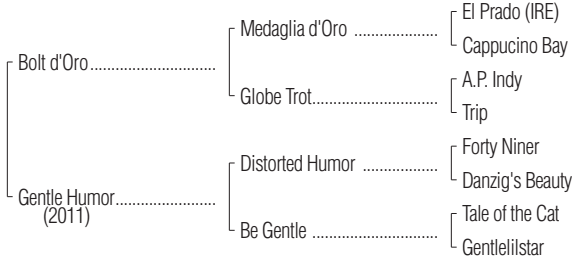 El Prado (IRE)
Medaglia d'Oro ..................
Cappucino Bay
Bolt d'Oro ...........................
A.P. Indy
Globe Trot ...........................
Trip
Forty Niner
Distorted Humor ................
Danzig's Beauty
Gentle Humor .....................
(2011)
Tale of the Cat
Be Gentle ...........................
Gentlelilstar